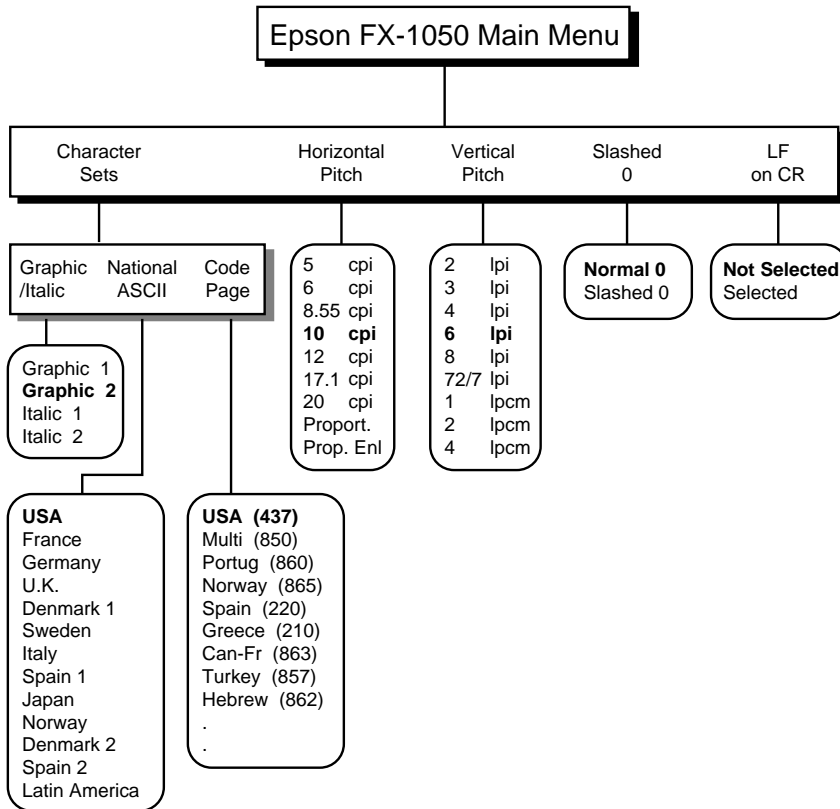 Epson FX-1050 Main Menu
Character Sets
Horizontal Pitch
Vertical Pitch
Slashed 0
LF on CR
Graphic /Italic
National ASCII
Code Page
Graphic 1
Graphic 2
Italic 1
Italic 2
USA
France
Germany
U.K.
Denmark 1
Sweden
Italy
Spain 1
Japan
Norway
Denmark 2
Spain 2
Latin America
USA (437)
Multi (850)
Portug (860)
Norway (865)
Spain (220)
Greece (210)
Can-Fr (863)
Turkey (857)
Hebrew (862)
.
.
5 cpi
6 cpi
8.55 cpi
10 cpi
12 cpi
17.1 cpi
20 cpi
Proport.
Prop. Enl
2 lpi
3 lpi
4 lpi
6 lpi
8 lpi
72/7 lpi
1 lpcm
2 lpcm
4 lpcm
Normal 0
Slashed 0
Not Selected
Selected